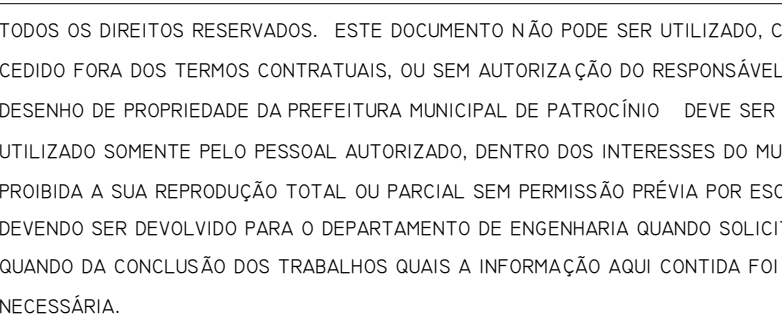 TODOS OS DIREITOS RESERVADOS. ESTE DOCUMENTO NÃO PODE SER UTILIZADO, C
CEDIDO FORA DOS TERMOS CONTRATUAIS, OU SEM AUTORIZAÇÃO DO RESPONSÁVEL
DESENHO DE PROPRIEDADE DA PREFEITURA MUNICIPAL DE PATROCÍNIO DEVE SER
UTILIZADO SOMENTE PELO PESSOAL AUTORIZADO, DENTRO DOS INTERESSES DO MU
PROIBIDA A SUA REPRODUÇÃO TOTAL OU PARCIAL SEM PERMISSÃO PRÉVIA POR ESC
DEVENDO SER DEVOLVIDO PARA O DEPARTAMENTO DE ENGENHARIA QUANDO SOLICIT
QUANDO DA CONCLUSÃO DOS TRABALHOS QUAIS A INFORMAÇÃO AQUI CONTIDA FOI
NECESSÁRIA.